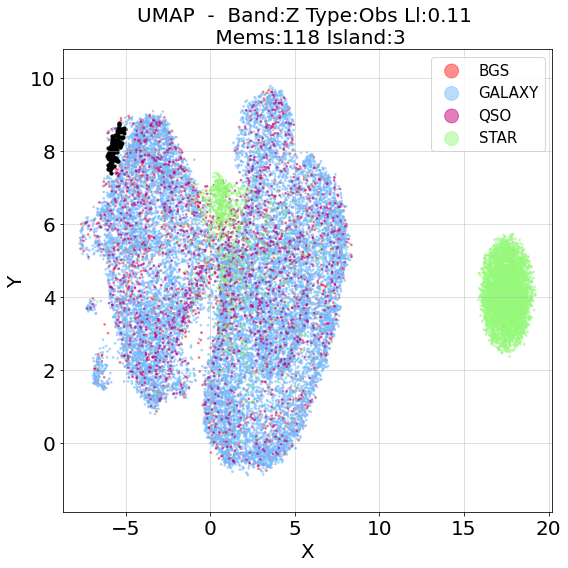 UMAP  -  Band:Z Type:Obs Ll:0.11
Mems:118 Island:3
BGS
GALAXY
QSO
STAR
10
8
6
4
2
0
Y
−5 0 5 10 15 20
X